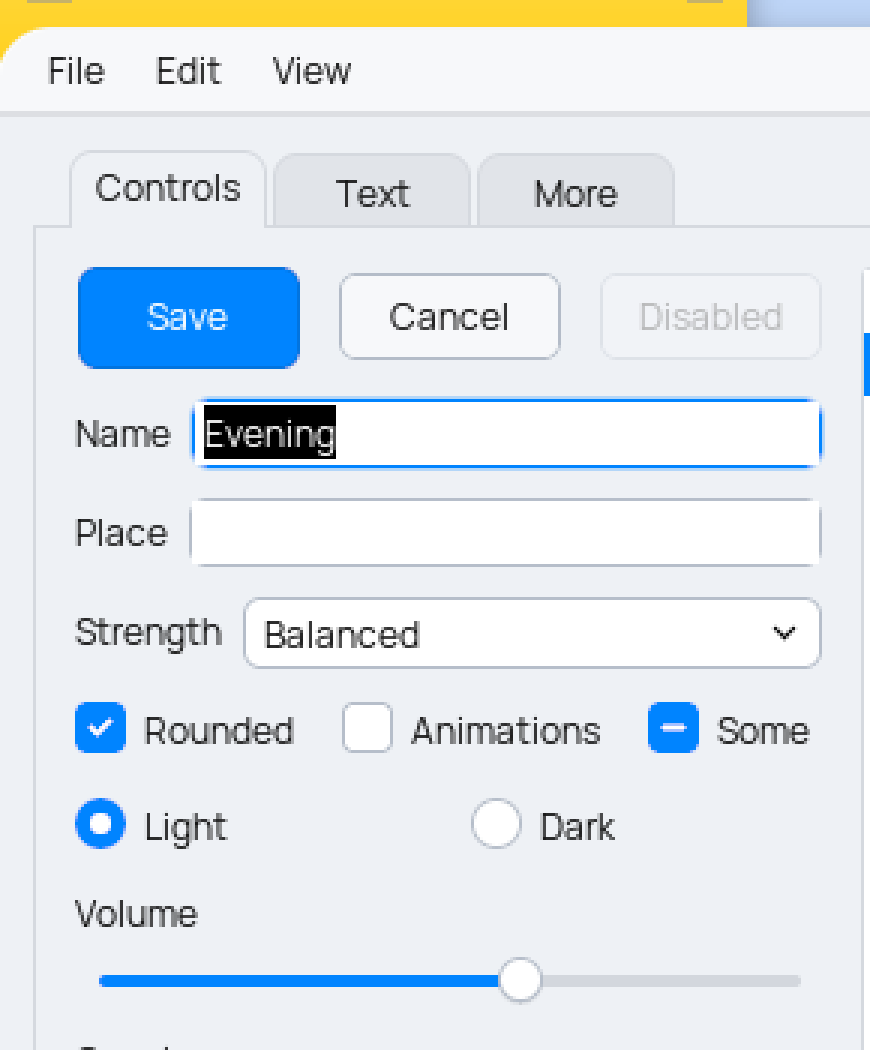 File Edit View
Controls Text More
Save Cancel Disabled
Name Evening
Place
Strength Balanced
Rounded Animations Some
Light Dark
Volume